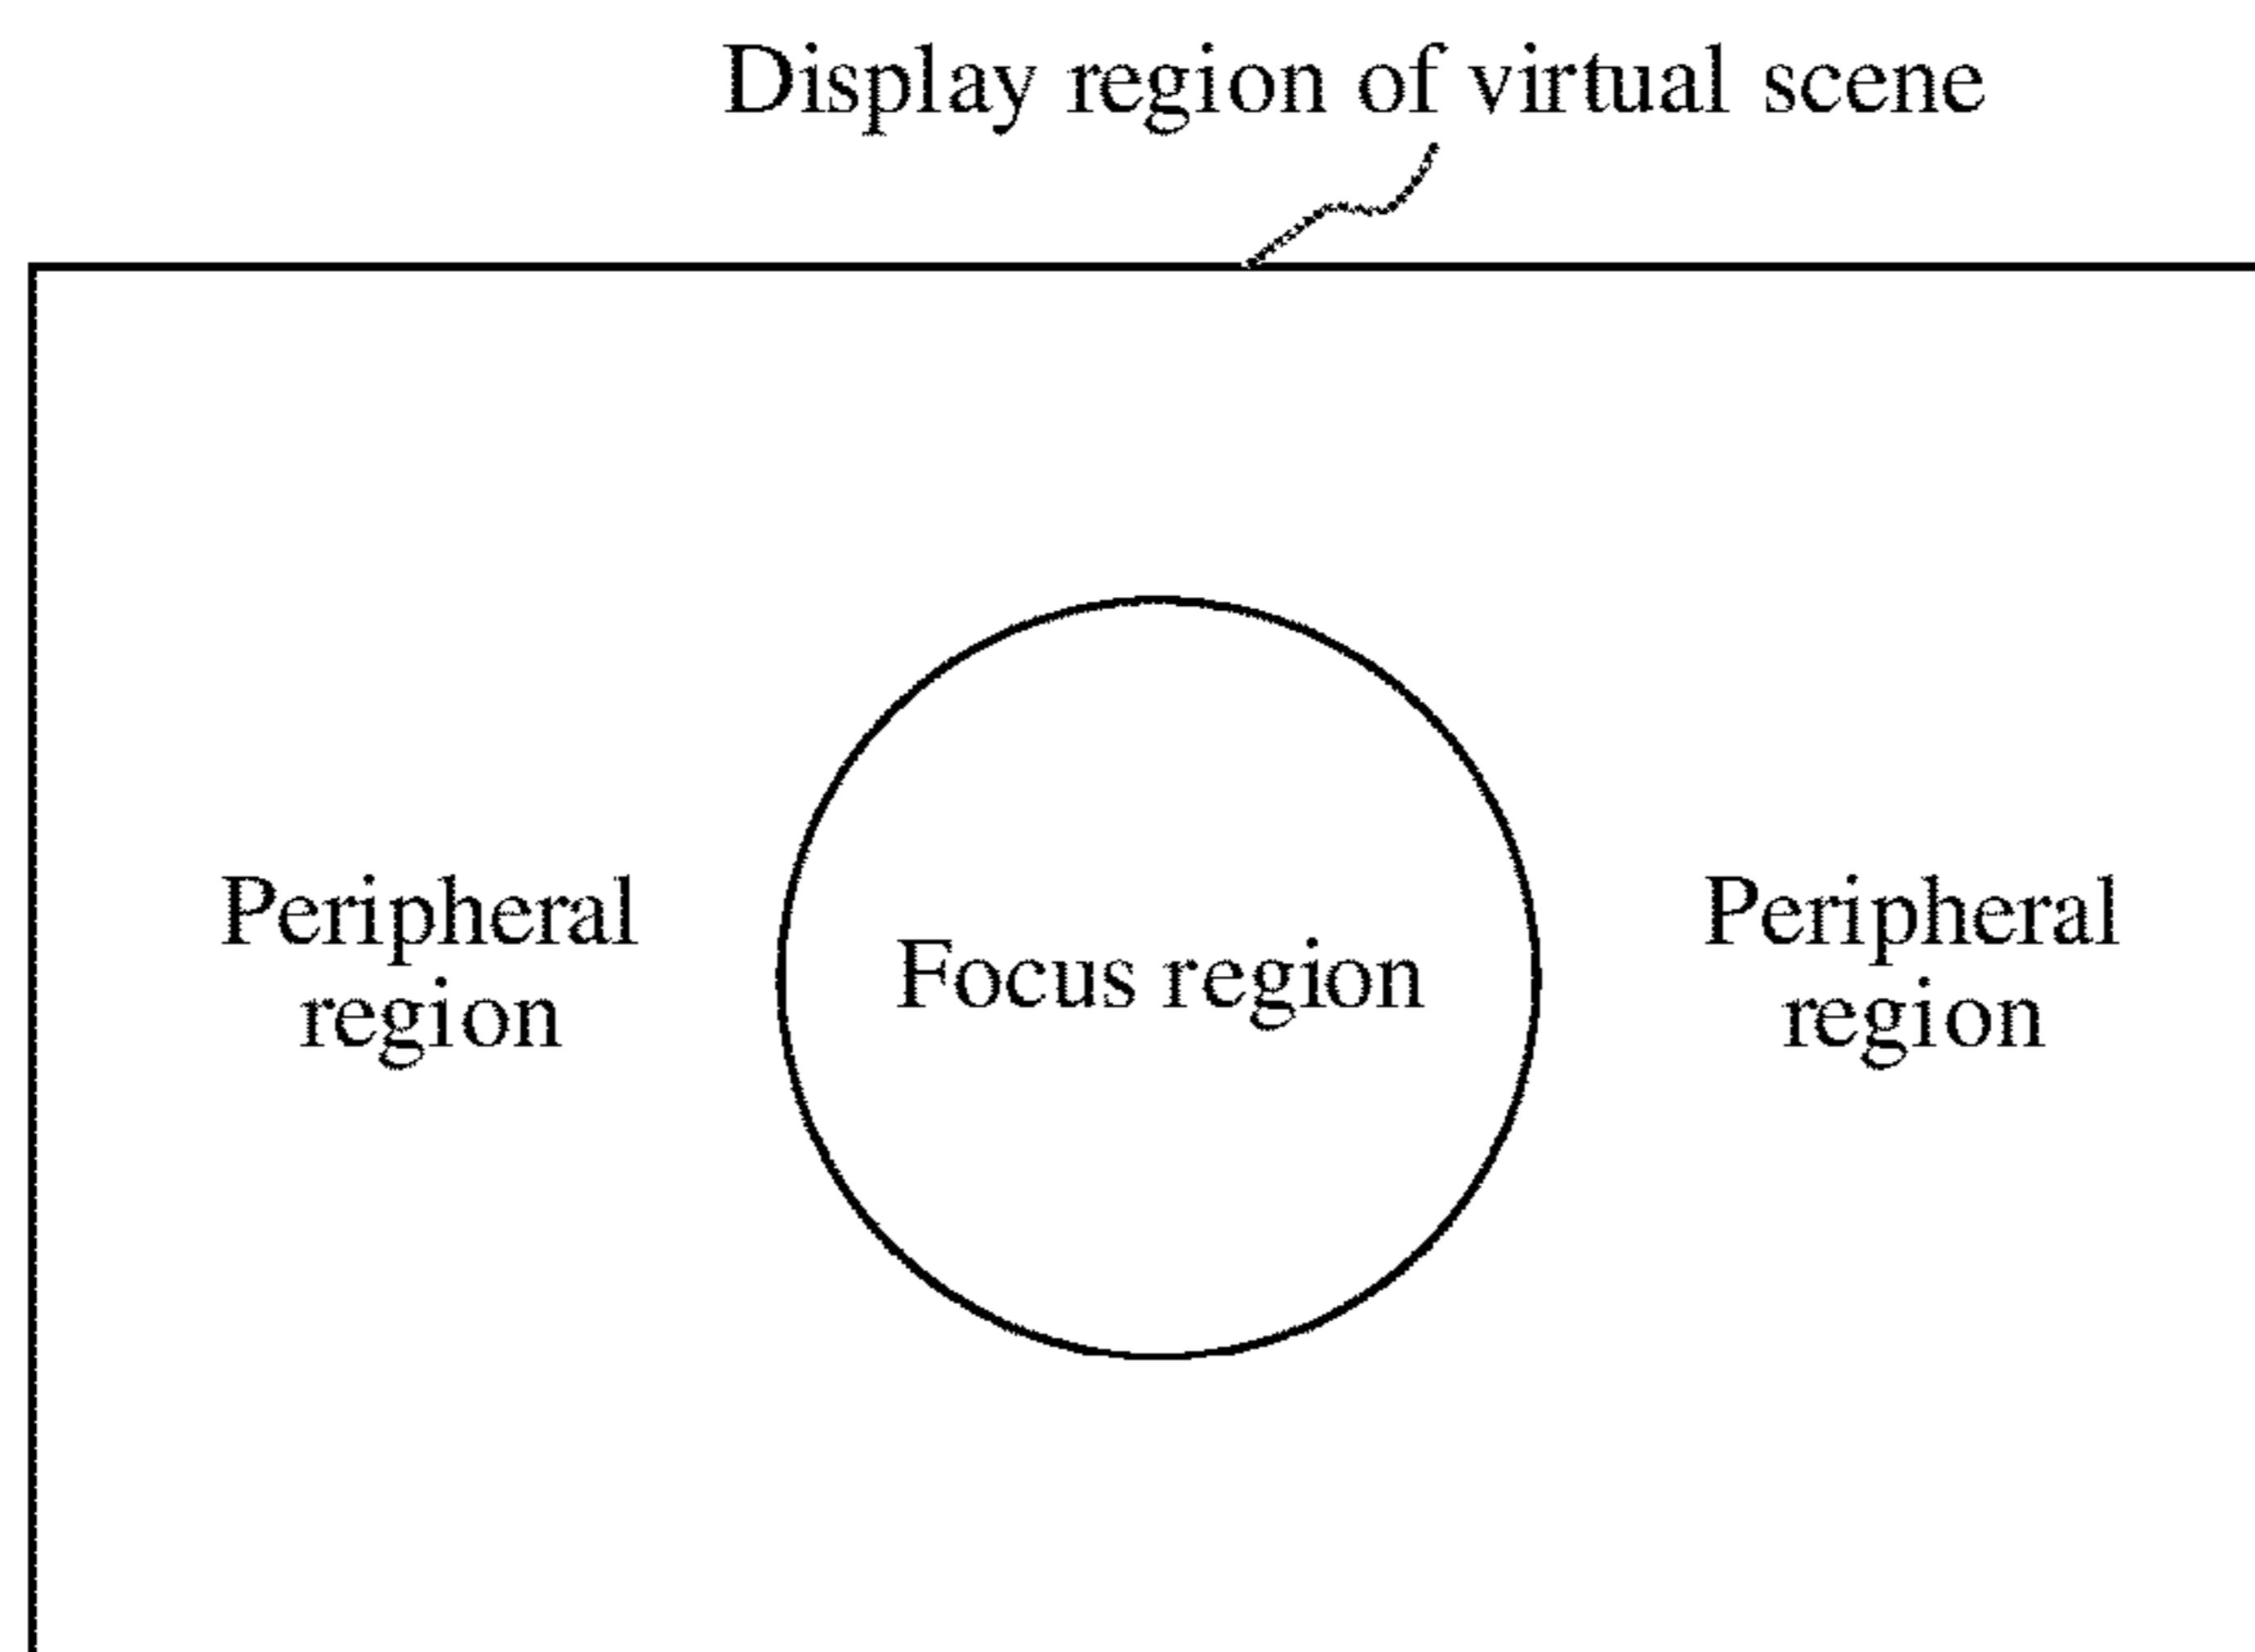 Display region of virtual scene
Peripheral
region
Focus region
Peripheral
region